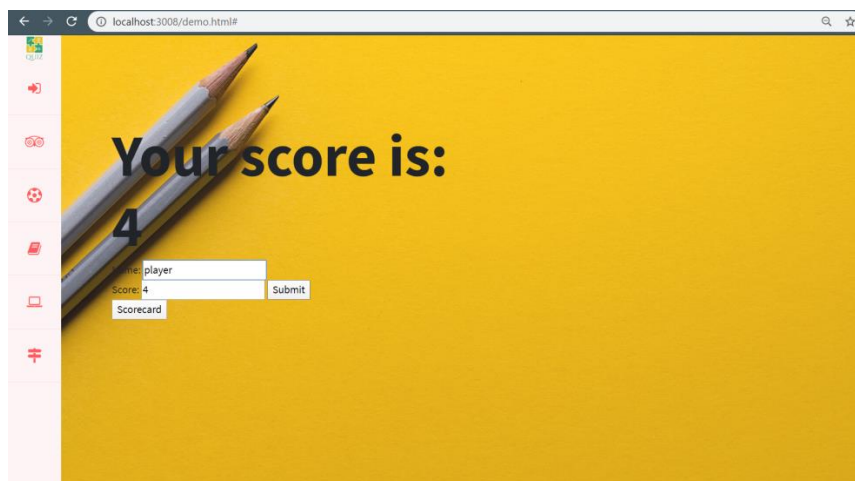 localhost:3008/demo.html#
Your score is:
4
Name: player
Score: 4 Submit
Scorecard